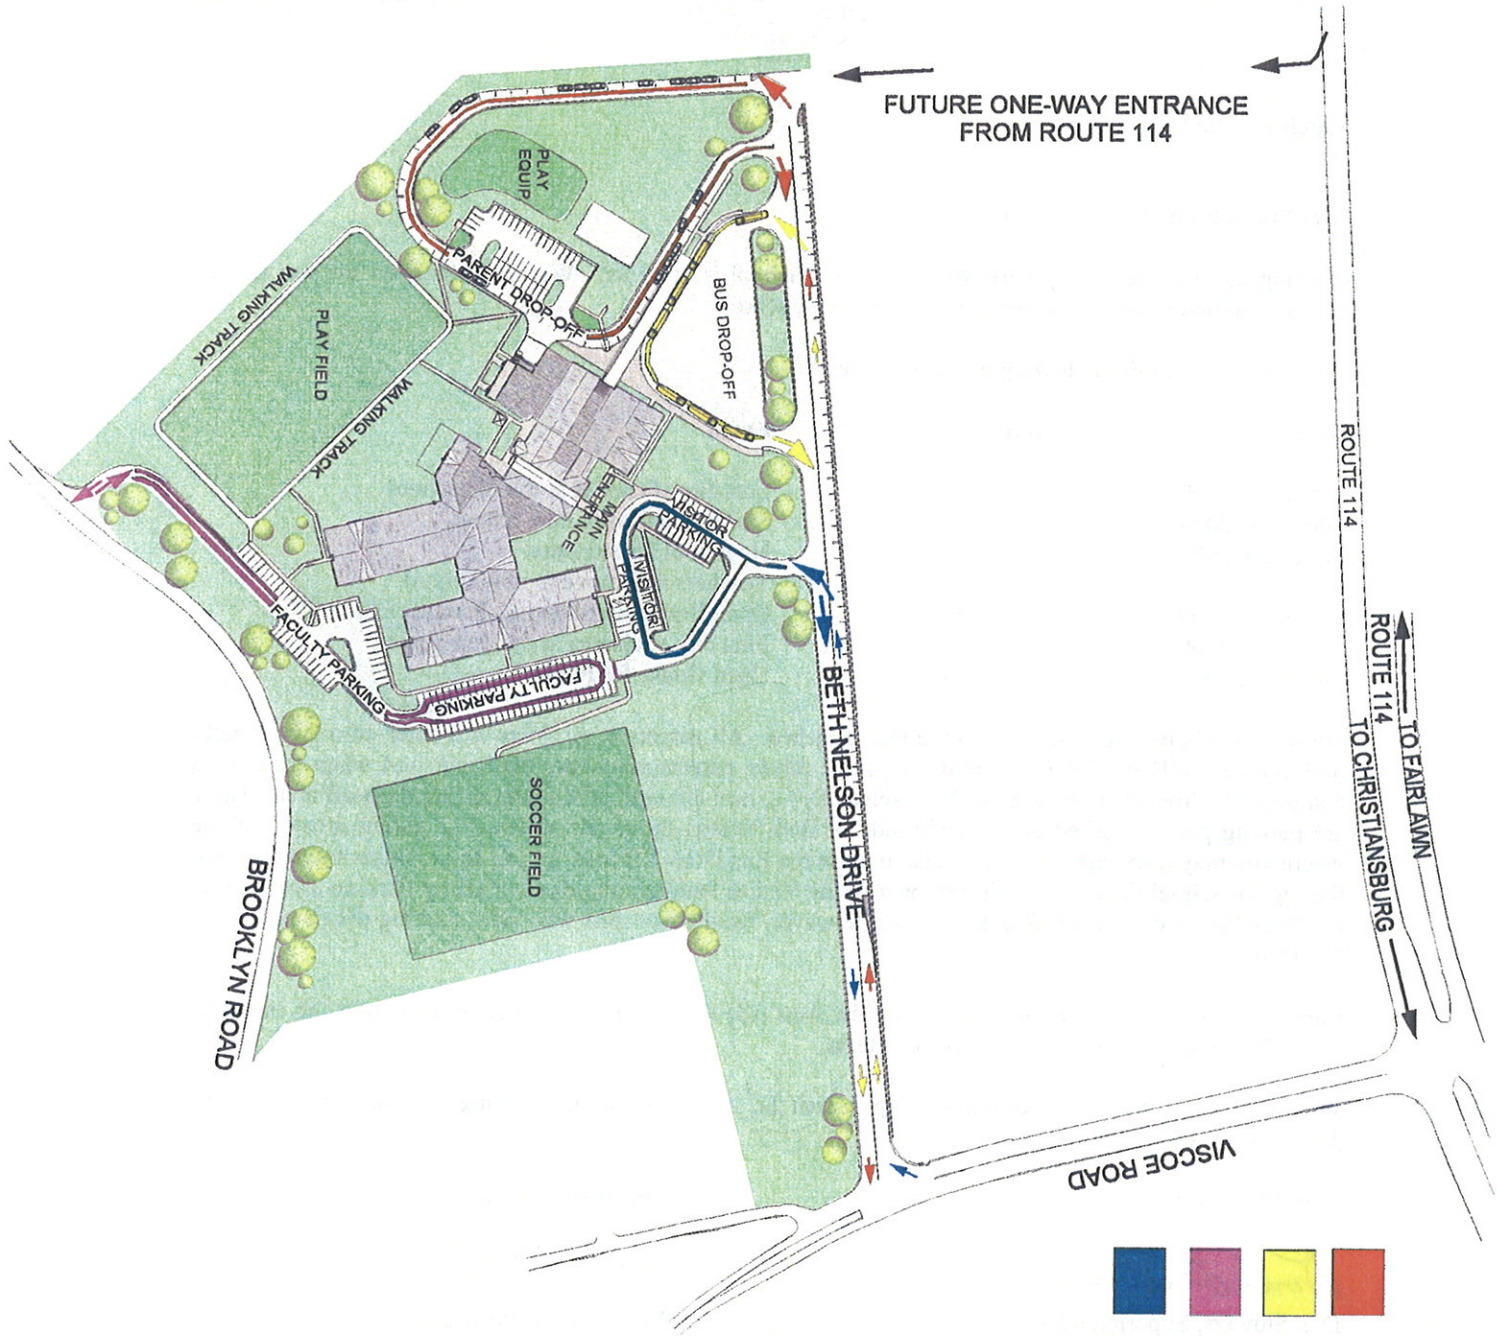 FUTURE ONE-WAY ENTRANCE
FROM ROUTE 114
PLAY
EQUIP
PARENT DROP-OFF
BUS DROP-OFF
WALKING TRACK
PLAY FIELD
WALKING TRACK
MAIN
ENTRANCE
VISITOR
PARKING
VISITOR
PARKING
FACULTY PARKING
FACULTY PARKING
SOCCER FIELD
BETH NELSON DRIVE
BROOKLYN ROAD
ROUTE 114
ROUTE 114
TO FAIRLAWN
TO CHRISTIANSBURG
VISCOE ROAD